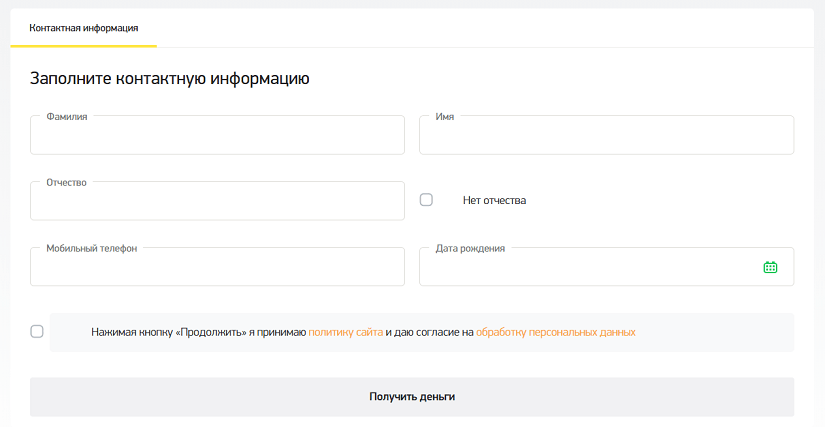 Контактная информация
Заполните контактную информацию
Фамилия
Имя
Отчество
Нет отчества
Мобильный телефон
Дата рождения
Нажимая кнопку «Продолжить» я принимаю политику сайта и даю согласие на обработку персональных данных
Получить деньги